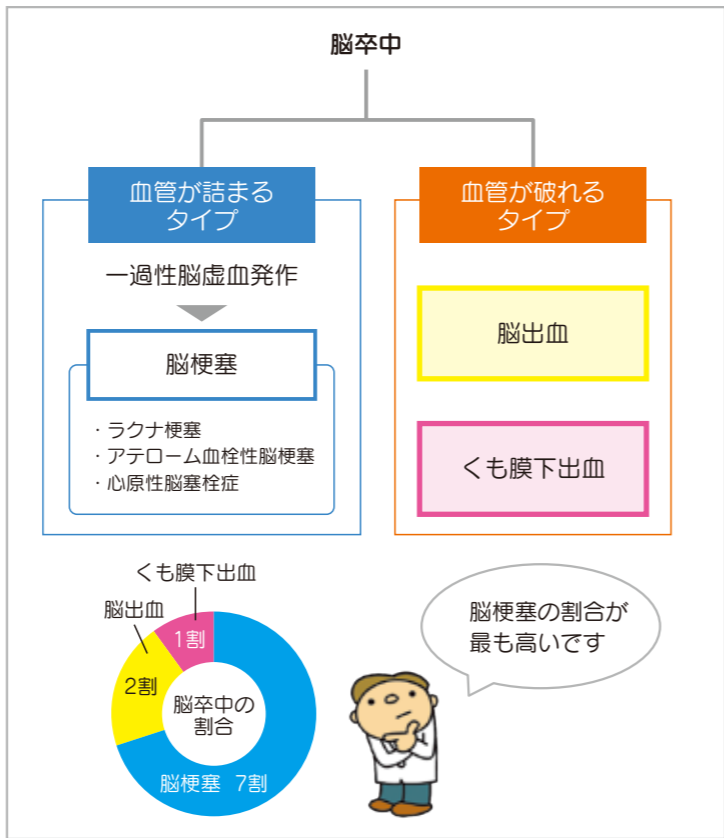 脳卒中
血管が詰まる
タイプ
一過性脳虚血発作
脳梗塞
・ラクナ梗塞
・アテローム血栓性脳梗塞
・心原性脳塞栓症
血管が破れる
タイプ
脳出血
くも膜下出血
くも膜下出血
脳出血
1割
2割
脳卒中の
割合
脳梗塞 7割
脳梗塞の割合が
最も高いです